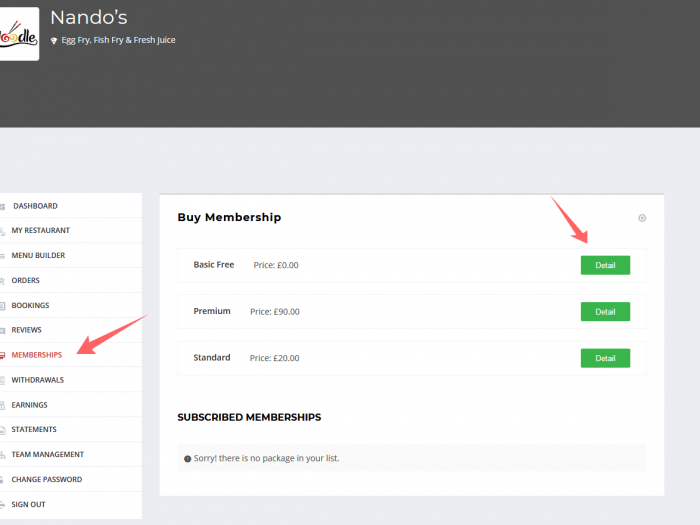 Nando's
Egg Fry, Fish Fry & Fresh Juice
DASHBOARD
MY RESTAURANT
MENU BUILDER
ORDERS
BOOKINGS
REVIEWS
MEMBERSHIPS
WITHDRAWALS
EARNINGS
STATEMENTS
TEAM MANAGEMENT
CHANGE PASSWORD
SIGN OUT
Buy Membership
Basic Free Price: £0.00 Detail
Premium Price: £90.00 Detail
Standard Price: £20.00 Detail
SUBSCRIBED MEMBERSHIPS
Sorry! there is no package in your list.